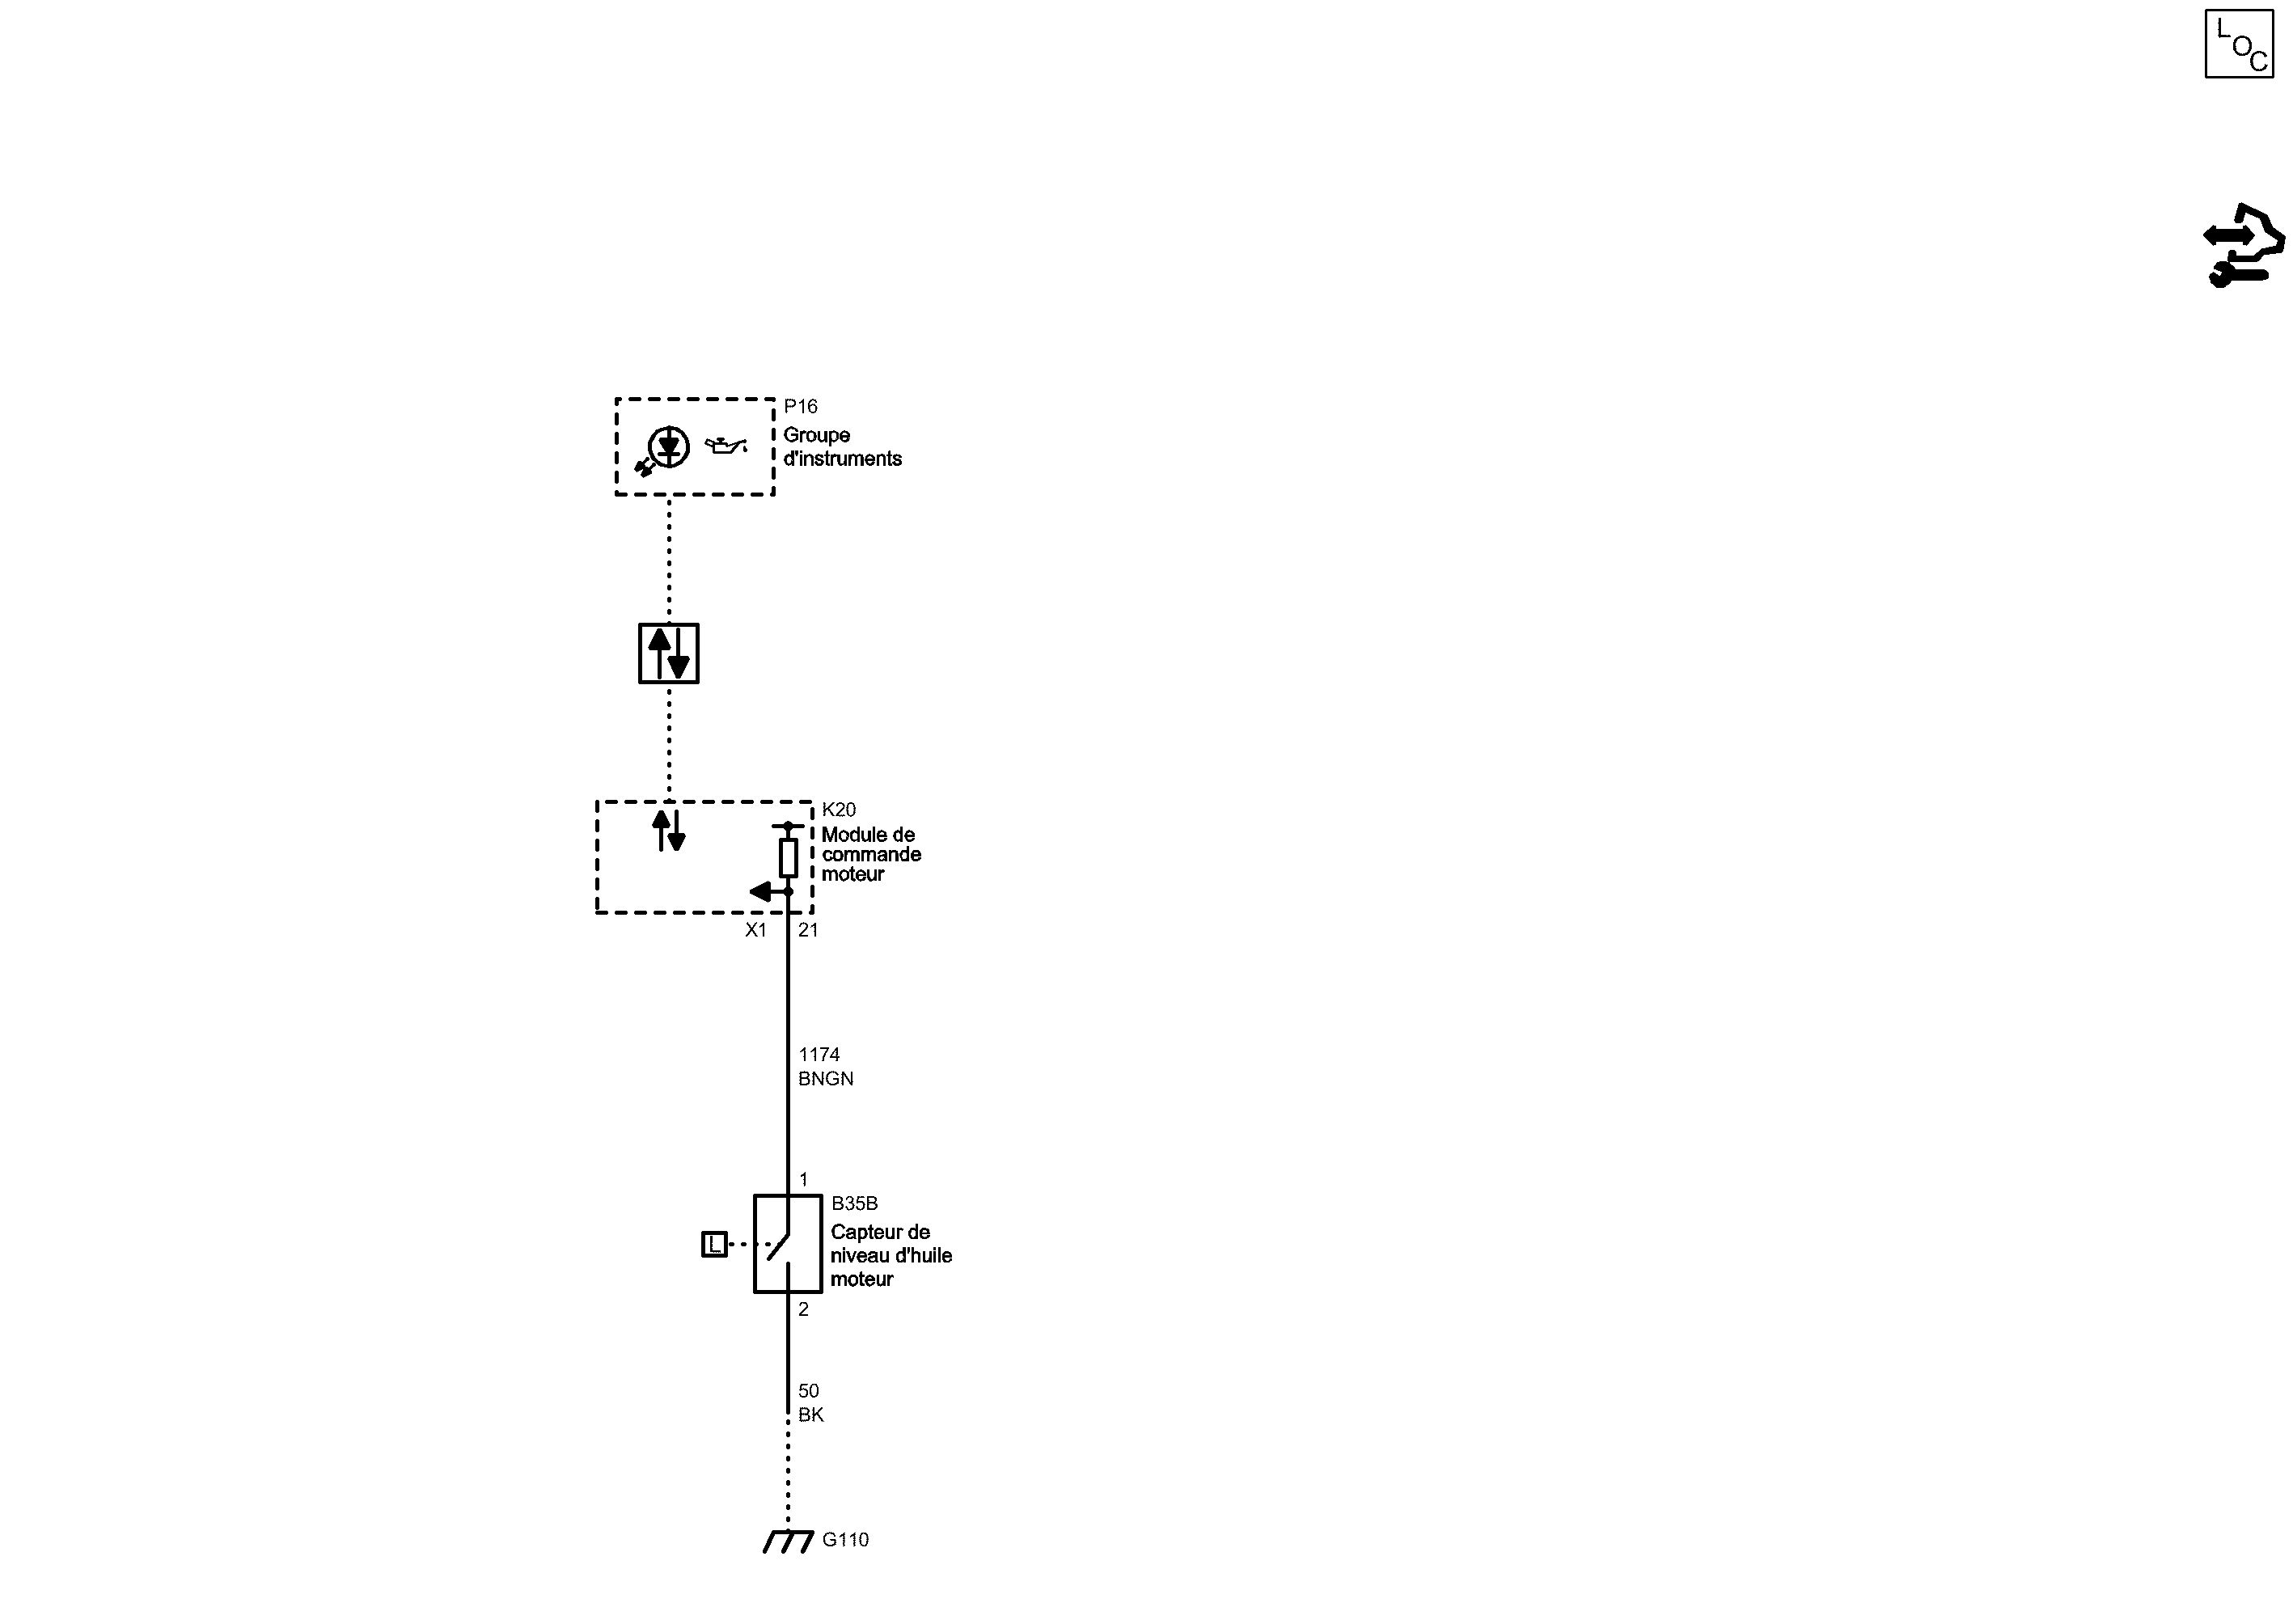 LOC
P16
Groupe
d'instruments
K20
Module de
commande
moteur
X1 21
1174
BNGN
1
B35B
Capteur de
niveau d'huile
moteur
L
2
50
BK
G110